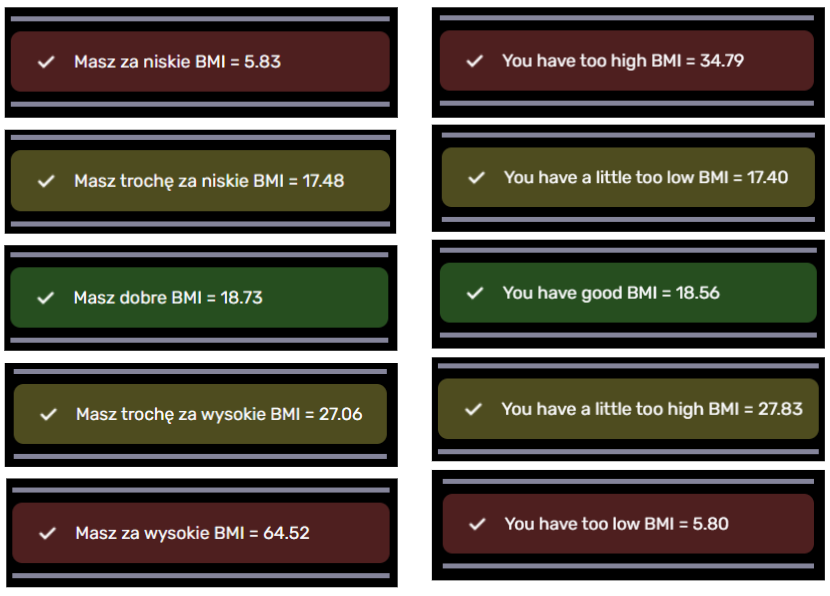 Masz za niskie BMI = 5.83
Masz trochę za niskie BMI = 17.48
Masz dobre BMI = 18.73
Masz trochę za wysokie BMI = 27.06
Masz za wysokie BMI = 64.52
You have too high BMI = 34.79
You have a little too low BMI = 17.40
You have good BMI = 18.56
You have a little too high BMI = 27.83
You have too low BMI = 5.80